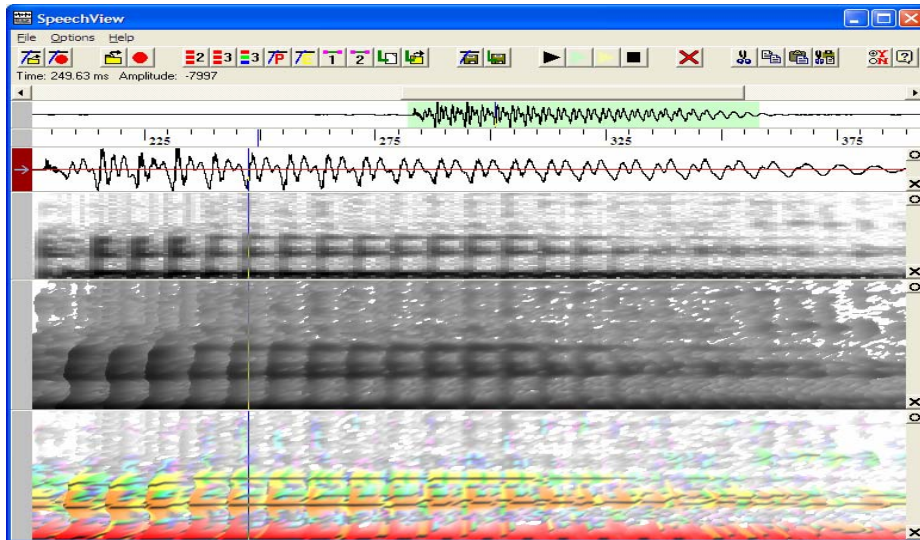 SpeechView
File Options Help
2 3 3 P 1 2
Time: 249.63 ms Amplitude: -7997
225 275 325 375
O
X
O
X
O
X
O
X